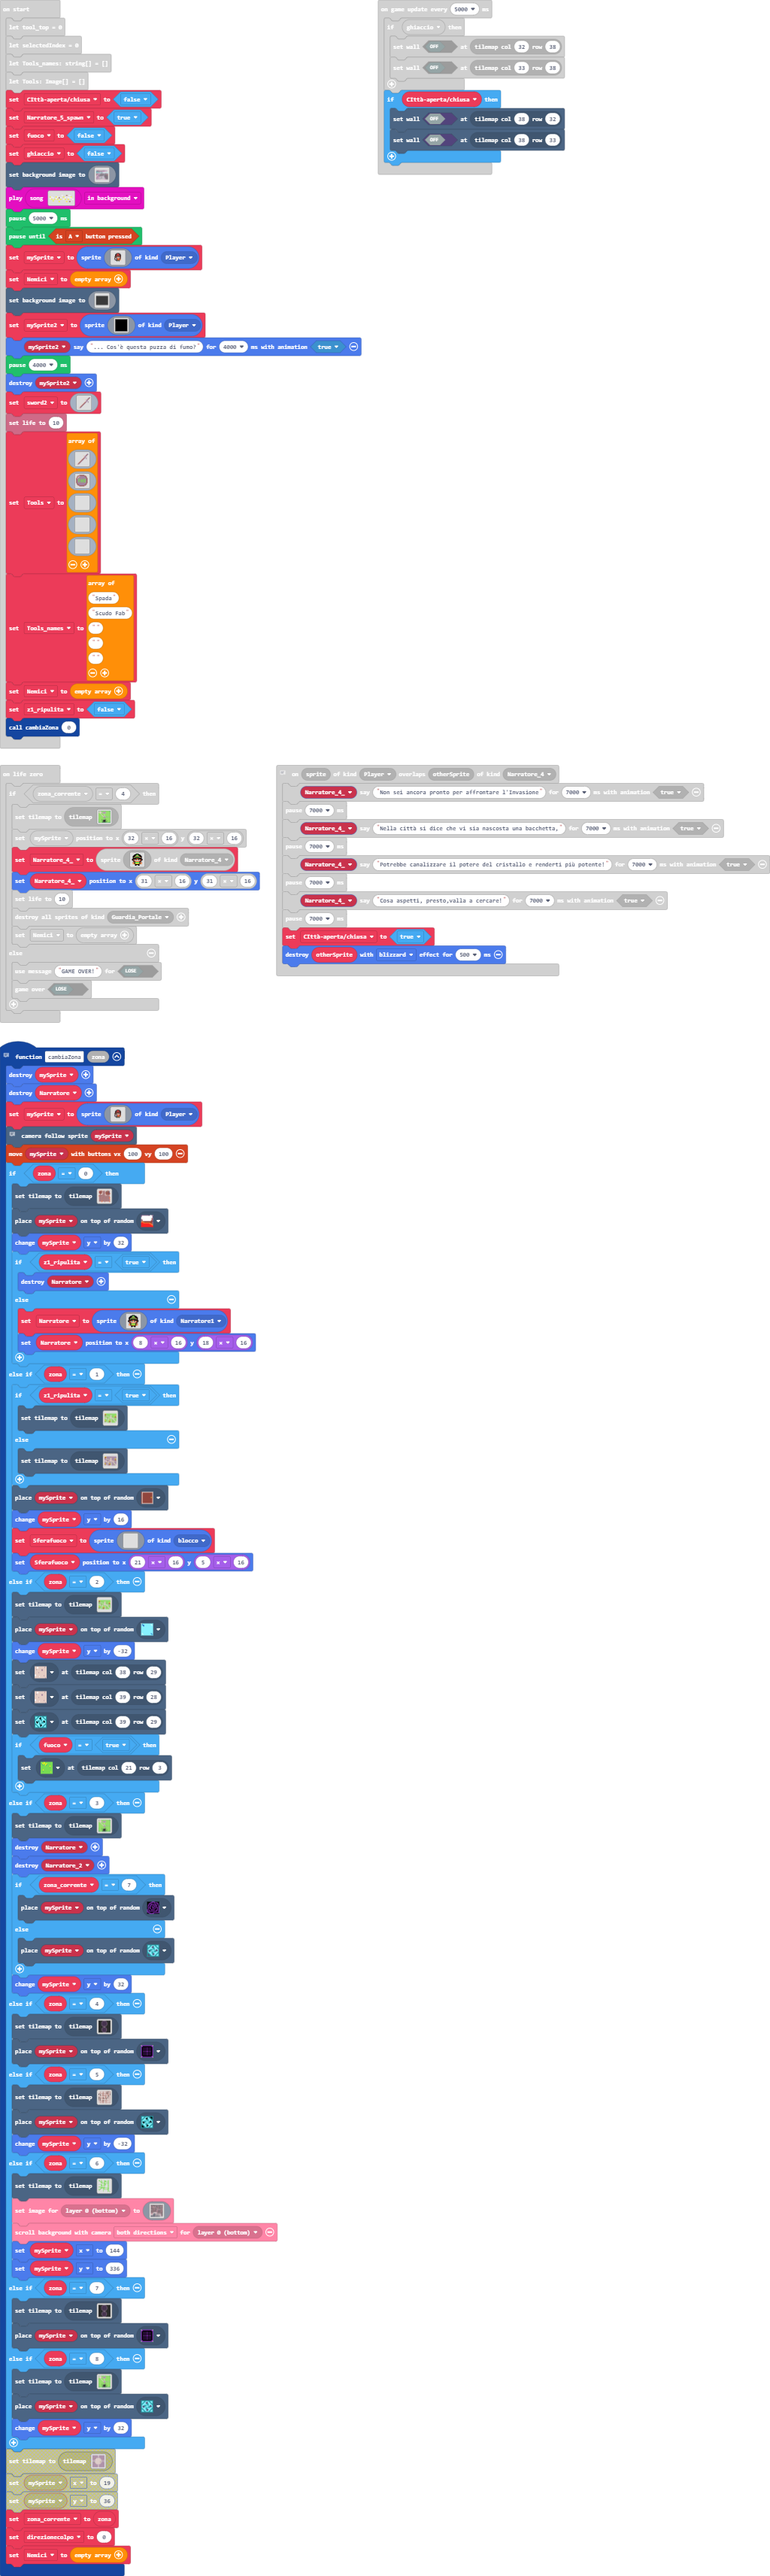 on start
let tool_top = 0
let selectedIndex = 0
let Tools_names: string[] = []
let Tools: Image[] = []
set CIttà-aperta/chiusa to false
set Narratore_5_spawn to true
set fuoco to false
set ghiaccio to false
set background image to
play song in background
pause 5000 ms
pause until is A button pressed
set mySprite to sprite of kind Player
set Nemici to empty array
set background image to
set mySprite2 to sprite of kind Player
mySprite2 say "... Cos'è questa puzza di fumo?" for 4000 ms with animation true
pause 4000 ms
destroy mySprite2
set sword2 to
set life to 10
array of
set Tools to
array of
"Spada"
"Scudo Fab"
set Tools_names to
" "
" "
" "
set Nemici to empty array
set z1_ripulita to false
call cambiaZona 0
on game update every 5000 ms
if ghiaccio then
set wall OFF at tilemap col 32 row 38
set wall OFF at tilemap col 33 row 38
if CIttà-aperta/chiusa then
set wall OFF at tilemap col 38 row 32
set wall OFF at tilemap col 38 row 33
on life zero
if zona_corrente = 4 then
set tilemap to tilemap
set mySprite position to x 32 × 16 y 32 × 16
set Narratore_4_ to sprite of kind Narratore_4
set Narratore_4_ position to x 31 × 16 y 31 × 16
set life to 10
destroy all sprites of kind Guardia_Portale
set Nemici to empty array
else
use message "GAME OVER!" for LOSE
game over LOSE
on sprite of kind Player overlaps otherSprite of kind Narratore_4
Narratore_4_ say "Non sei ancora pronto per affrontare l'Invasione" for 7000 ms with animation true
pause 7000 ms
Narratore_4_ say "Nella città si dice che vi sia nascosta una bacchetta," for 7000 ms with animation true
pause 7000 ms
Narratore_4_ say "Potrebbe canalizzare il potere del cristallo e renderti più potente!" for 7000 ms with animation true
pause 7000 ms
Narratore_4_ say "Cosa aspetti, presto,valla a cercare!" for 7000 ms with animation true
pause 7000 ms
set CIttà-aperta/chiusa to true
destroy otherSprite with blizzard effect for 500 ms
function cambiaZona zona
destroy mySprite
destroy Narratore
set mySprite to sprite of kind Player
camera follow sprite mySprite
move mySprite with buttons vx 100 vy 100
if zona = 0 then
set tilemap to tilemap
place mySprite on top of random
change mySprite y by 32
if z1_ripulita = true then
destroy Narratore
else
set Narratore to sprite of kind Narratore1
set Narratore position to x 8 × 16 y 18 × 16
else if zona = 1 then
if z1_ripulita = true then
set tilemap to tilemap
else
set tilemap to tilemap
place mySprite on top of random
change mySprite y by 16
set Sferafuoco to sprite of kind blocco
set Sferafuoco position to x 21 × 16 y 5 × 16
else if zona = 2 then
set tilemap to tilemap
place mySprite on top of random
change mySprite y by -32
set at tilemap col 38 row 29
set at tilemap col 39 row 28
set at tilemap col 39 row 29
if fuoco = true then
set at tilemap col 21 row 3
else if zona = 3 then
set tilemap to tilemap
destroy Narratore
destroy Narratore_2
if zona_corrente = 7 then
place mySprite on top of random
else
place mySprite on top of random
change mySprite y by 32
else if zona = 4 then
set tilemap to tilemap
place mySprite on top of random
else if zona = 5 then
set tilemap to tilemap
place mySprite on top of random
change mySprite y by -32
else if zona = 6 then
set tilemap to tilemap
set image for layer 0 (bottom) to
scroll background with camera both directions for layer 0 (bottom)
set mySprite x to 144
set mySprite y to 336
else if zona = 7 then
set tilemap to tilemap
place mySprite on top of random
else if zona = 8 then
set tilemap to tilemap
place mySprite on top of random
change mySprite y by 32
set tilemap to tilemap
set mySprite x to 19
set mySprite y to 36
set zona_corrente to zona
set direzionecolpo to 0
set Nemici to empty array